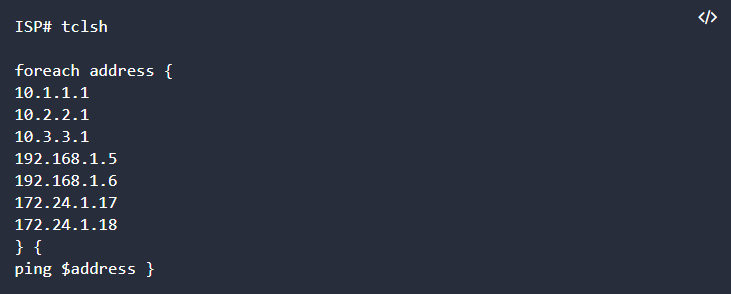 ISP# tclsh
foreach address {
10.1.1.1
10.2.2.1
10.3.3.1
192.168.1.5
192.168.1.6
172.24.1.17
172.24.1.18
} {
ping $address }